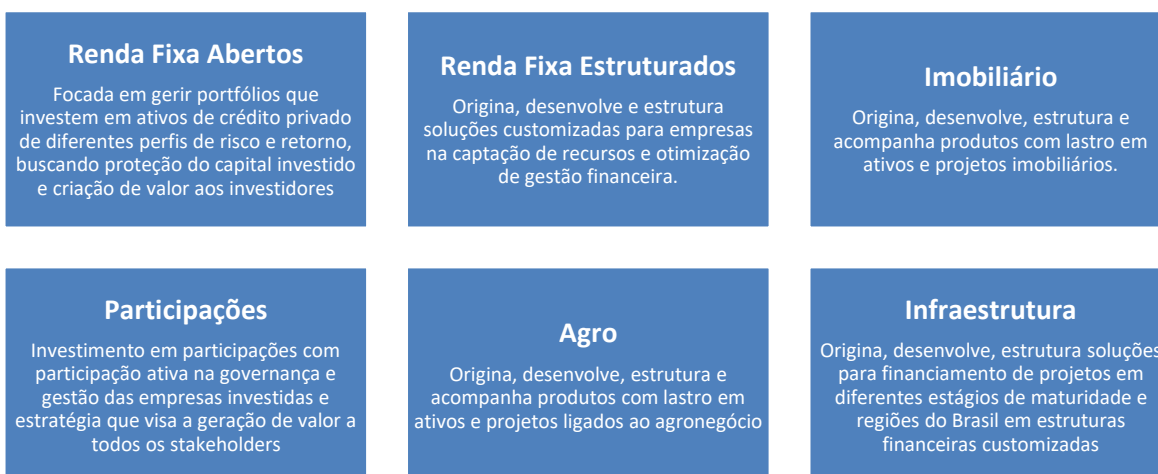 Renda Fixa Abertos
Focada em gerir portfólios que
investem em ativos de crédito privado
de diferentes perfis de risco e retorno,
buscando proteção do capital investido
e criação de valor aos investidores
Renda Fixa Estruturados
Origina, desenvolve e estrutura
soluções customizadas para empresas
na captação de recursos e otimização
de gestão financeira.
Imobiliário
Origina, desenvolve, estrutura e
acompanha produtos com lastro em
ativos e projetos imobiliários.
Participações
Investimento em participações com
participação ativa na governança e
gestão das empresas investidas e
estratégia que visa a geração de valor a
todos os stakeholders
Agro
Origina, desenvolve, estrutura e
acompanha produtos com lastro em
ativos e projetos ligados ao agronegócio
Infraestrutura
Origina, desenvolve, estrutura soluções
para financiamento de projetos em
diferentes estágios de maturidade e
regiões do Brasil em estruturas
financeiras customizadas